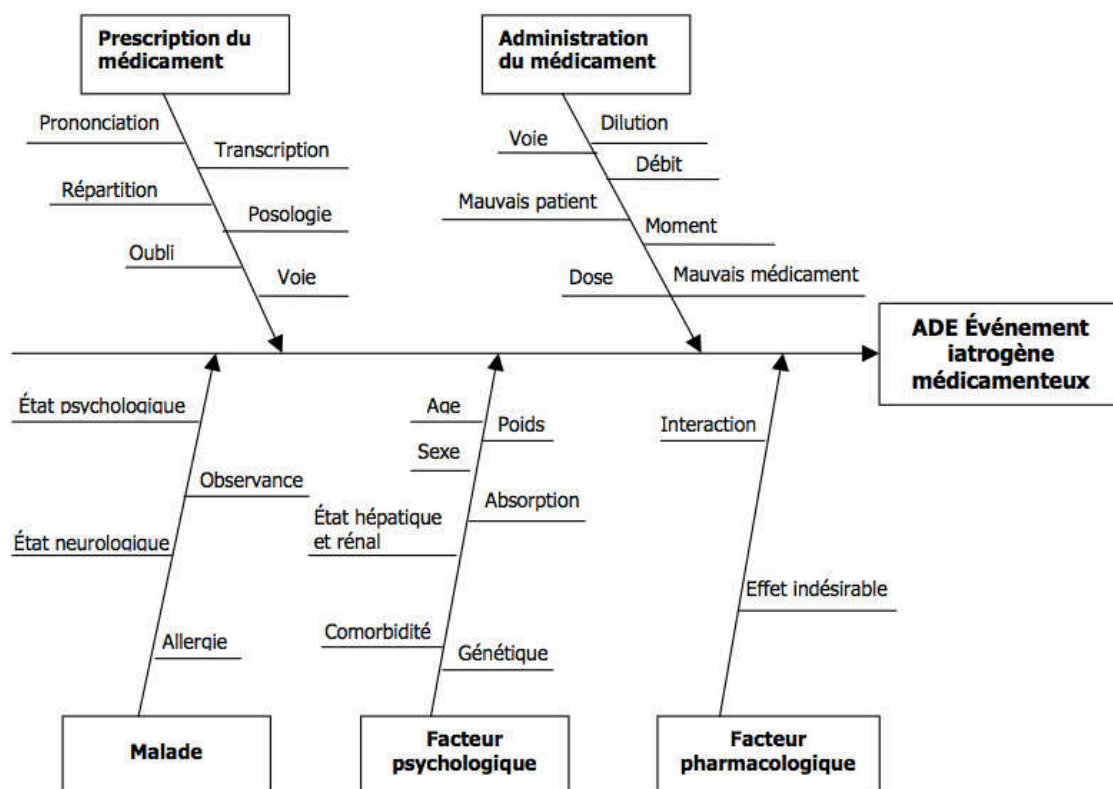 Prescription du
médicament
Administration
du médicament
Prononciation
Transcription
Répartition
Posologie
Oubli
Voie
Voie
Dilution
Débit
Mauvais patient
Moment
Dose
Mauvais médicament
ADE Événement
iatrogène
médicamenteux
État psychologique
Observance
État neurologique
Allergie
Age
Poids
Sexe
Absorption
État hépatique
et rénal
Comorbidité
Génétique
Interaction
Effet indésirable
Malade
Facteur
psychologique
Facteur
pharmacologique